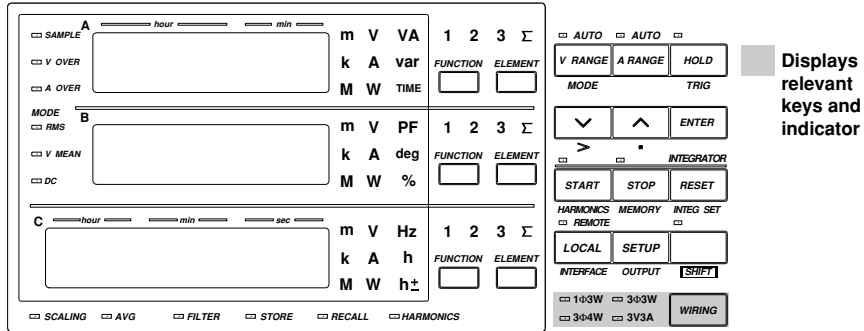 A hour min
SAMPLE
V OVER
A OVER
m V VA
k A var
M W TIME
1 2 3 Σ
FUNCTION ELEMENT
MODE
B
RMS
V MEAN
DC
m V PF
k A deg
M W %
1 2 3 Σ
FUNCTION ELEMENT
C hour min sec
m V Hz
k A h
M W h±
1 2 3 Σ
FUNCTION ELEMENT
SCALING AVG FILTER STORE RECALL HARMONICS
AUTO AUTO
V RANGE A RANGE HOLD
MODE TRIG
ENTER
INTEGRATOR
START STOP RESET
HARMONICS MEMORY INTEG SET
REMOTE
LOCAL SETUP
INTERFACE OUTPUT SHIFT
1Φ3W 3Φ3W
3Φ4W 3V3A
WIRING
Displays
relevant
keys and
indicator